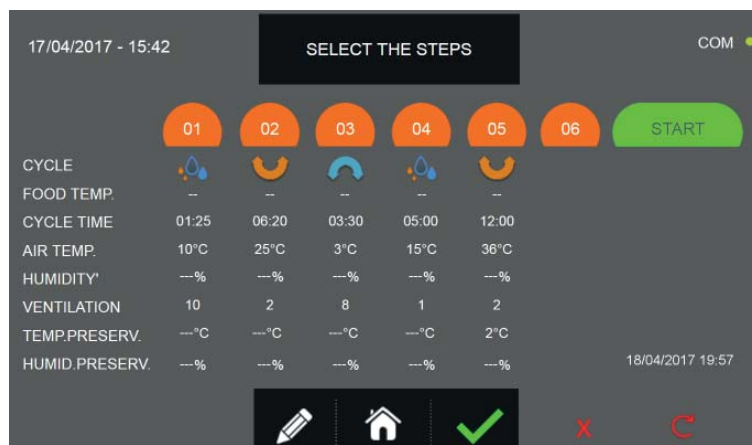 17/04/2017 - 15:42 SELECT THE STEPS COM
01 02 03 04 05 06 START
CYCLE
FOOD TEMP. -- -- -- -- --
CYCLE TIME 01:25 06:20 03:30 05:00 12:00
AIR TEMP. 10°C 25°C 3°C 15°C 36°C
HUMIDITY' ---% ---% ---% ---% ---%
VENTILATION 10 2 8 1 2
TEMP.PRESERV. ---°C ---°C ---°C ---°C 2°C
HUMID.PRESERV. ---% ---% ---% ---% ---% 18/04/2017 19:57
X